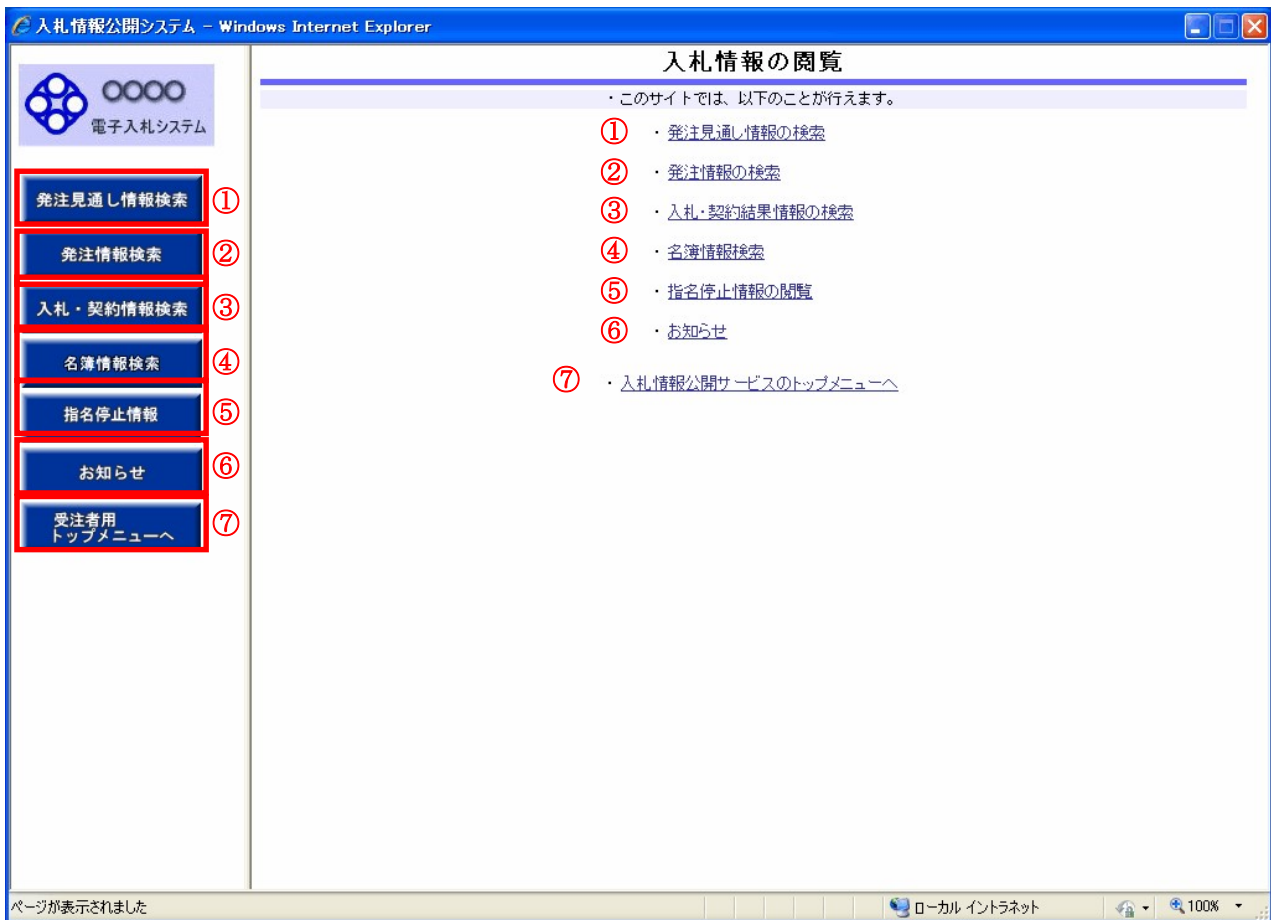 入札情報公開システム - Windows Internet Explorer
○○○○
電子入札システム
発注見通し情報検索 ①
発注情報検索 ②
入札・契約情報検索 ③
名簿情報検索 ④
指名停止情報 ⑤
お知らせ ⑥
受注者用
トップメニューへ ⑦
入札情報の閲覧
・このサイトでは、以下のことが行えます。
① ・発注見通し情報の検索
② ・発注情報の検索
③ ・入札・契約結果情報の検索
④ ・名簿情報検索
⑤ ・指名停止情報の閲覧
⑥ ・お知らせ
⑦ ・入札情報公開サービスのトップメニューへ
ページが表示されました
ローカル イントラネット
100%